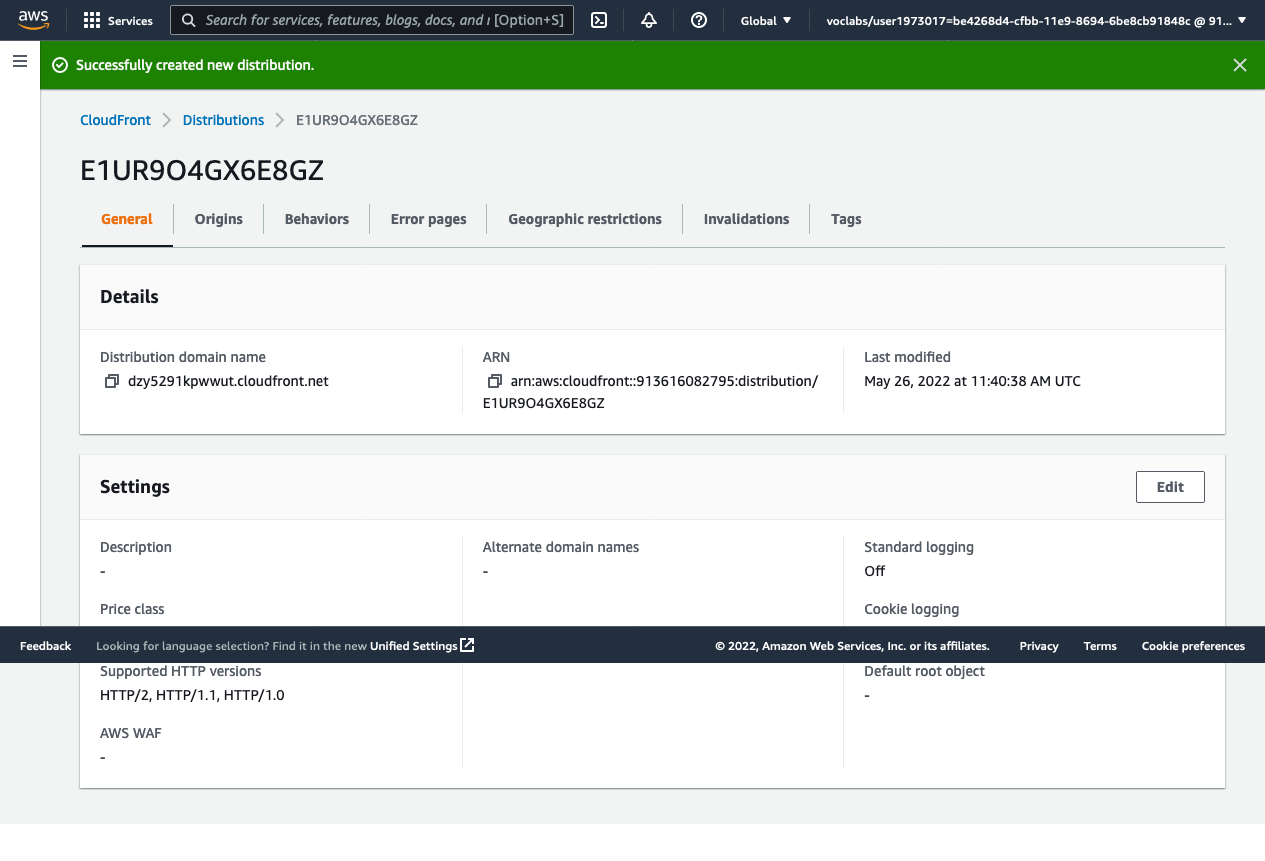 aws
Services
Search for services, features, blogs, docs, and [Option+S]
Global
voclabs/user1973017=be4268d4-cfbb-11e9-8694-6be8cb91848c @ 91...
Successfully created new distribution.
CloudFront
Distributions
E1UR9O4GX6E8GZ
E1UR9O4GX6E8GZ
General
Origins
Behaviors
Error pages
Geographic restrictions
Invalidations
Tags
Details
Distribution domain name
dzy5291kpwwut.cloudfront.net
ARN
arn:aws:cloudfront::913616082795:distribution/
E1UR9O4GX6E8GZ
Last modified
May 26, 2022 at 11:40:38 AM UTC
Settings
Edit
Description
-
Alternate domain names
-
Standard logging
Off
Price class
Cookie logging
Feedback
Looking for language selection? Find it in the new Unified Settings
© 2022, Amazon Web Services, Inc. or its affiliates.
Privacy
Terms
Cookie preferences
Supported HTTP versions
HTTP/2, HTTP/1.1, HTTP/1.0
Default root object
-
AWS WAF
-